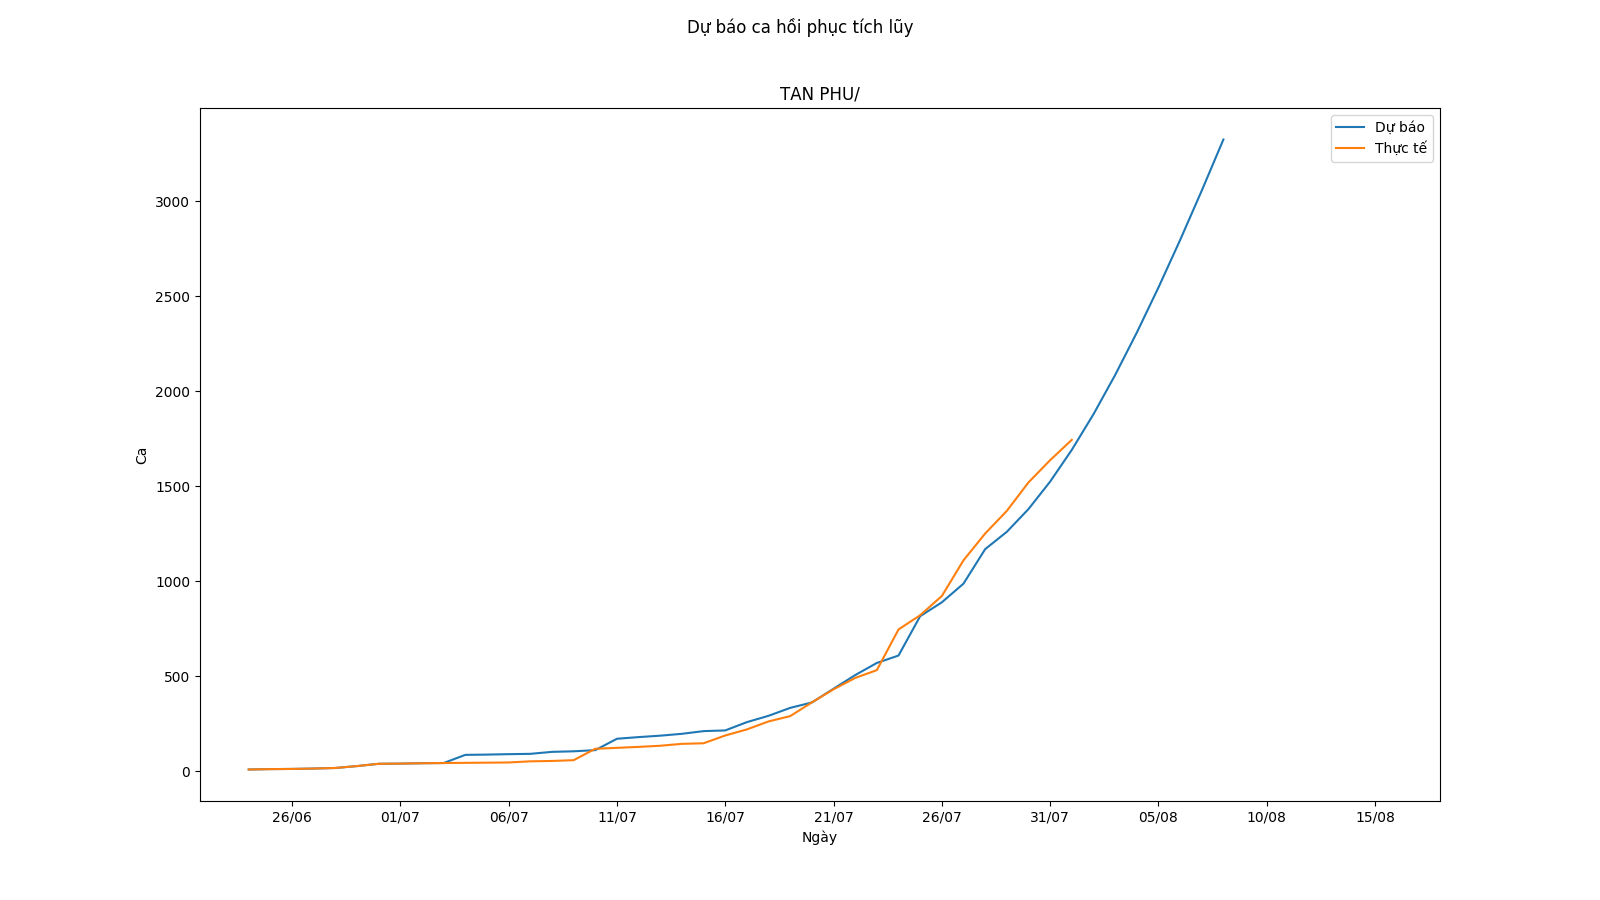 Dự báo ca hồi phục tích lũy
TAN PHU/
Dự báo
Thực tế
3000
2500
2000
1500
1000
500
0
Ca
26/06 01/07 06/07 11/07 16/07 21/07 26/07 31/07 05/08 10/08 15/08
Ngày